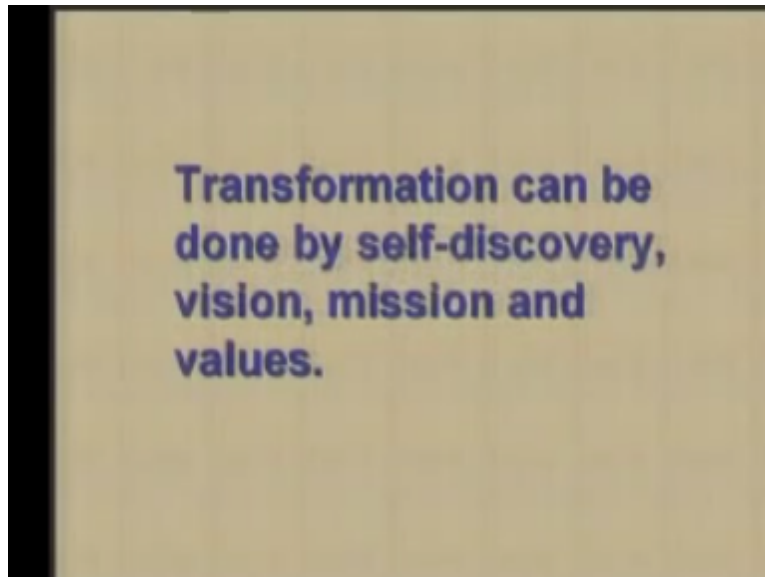 Transformation can be
done by self-discovery,
vision, mission and
values.